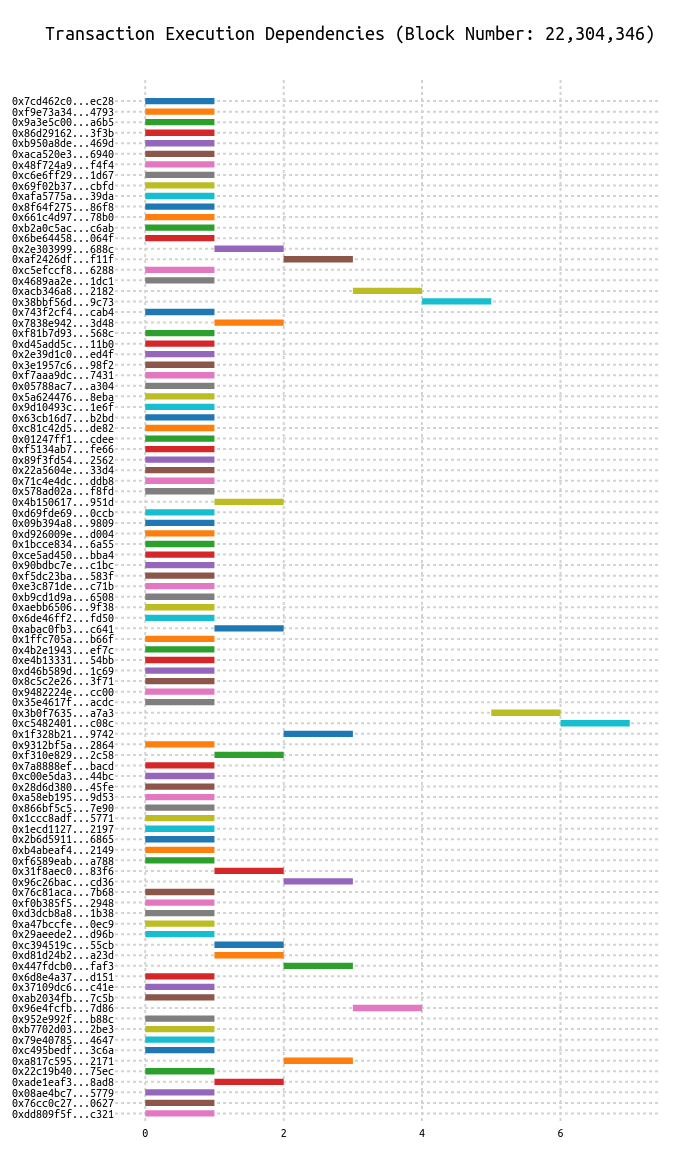 Transaction Execution Dependencies (Block Number: 22,304,346)
0x7cd462c0...ec28
0xf9e73a34...4793
0x9a3e5c00...a6b5
0x86d29162...3f3b
0xb950a8de...469d
0xaca520e3...6940
0x48f724a9...f4f4
0xc6e6ff29...1d67
0x69f02b37...cbfd
0xafa5775a...39da
0x8f64f275...86f8
0x661c4d97...78b0
0xb2a0c5ac...c6ab
0x6be64458...064f
0x2e303999...688c
0xaf2426df...f11f
0xc5efccf8...6288
0x4689aa2e...1dc1
0xacb346a8...2182
0x38bbf56d...9c73
0x743f2cf4...cab4
0x7838e942...3d48
0xf81b7d93...568c
0xd45add5c...11b0
0x2e39d1c0...ed4f
0x3e1957c6...98f2
0xf7aaa9dc...7431
0x05788ac7...a304
0x5a624476...8eba
0x9d10493c...1e6f
0x63cb16d7...b2bd
0xc81c42d5...de82
0x01247ff1...cdee
0xf5134ab7...fe66
0x89f3fd54...2562
0x22a5604e...33d4
0x71c4e4dc...ddb8
0x578ad02a...f8fd
0x4b150617...951d
0xd69fde69...0ccb
0x09b394a8...9809
0xd926009e...d004
0x1bcce834...6a55
0xce5ad450...bba4
0x90bdbc7e...c1bc
0xf5dc23ba...583f
0xe3c871de...c71b
0xb9cd1d9a...6508
0xaebb6506...9f38
0x6de46ff2...fd50
0xabac0fb3...c641
0x1ffc705a...b66f
0x4b2e1943...ef7c
0xe4b13331...54bb
0xd46b589d...1c69
0x8c5c2e26...3f71
0x9482224e...cc00
0x35e4617f...acdc
0x3b0f7635...a7a3
0xc5482401...c08c
0x1f328b21...9742
0x9312bf5a...2864
0xf310e829...2c58
0x7a8888ef...bacd
0xc00e5da3...44bc
0x28d6d380...45fe
0xa58eb195...9d53
0x866bf5c5...7e90
0x1ccc8adf...5771
0x1ecd1127...2197
0x2b6d5911...6865
0xb4abeaf4...2149
0xf6589eab...a788
0x31f8aec0...83f6
0x96c26bac...cd36
0x76c81aca...7b68
0xf0b385f5...2948
0xd3dcb8a8...1b38
0xa47bccfe...0ec9
0x29aeede2...d96b
0xc394519c...55cb
0xd81d24b2...a23d
0x447fdcb0...faf3
0x6d8e4a37...d151
0x37109dc6...c41e
0xab2034fb...7c5b
0x96e4fcfb...7d86
0x952e992f...b88c
0xb7702d03...2be3
0x79e40785...4647
0xc495bedf...3c6a
0xa817c595...2171
0x22c19b40...75ec
0xade1eaf3...8ad8
0x08ae4bc7...5779
0x76cc0c27...0627
0xdd809f5f...c321
0 2 4 6